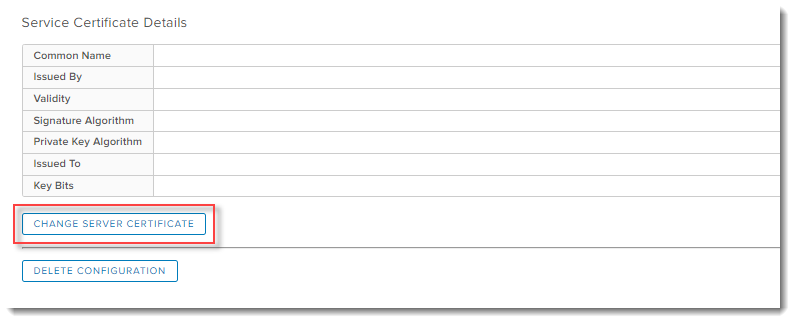 Service Certificate Details
Common Name
Issued By
Validity
Signature Algorithm
Private Key Algorithm
Issued To
Key Bits
CHANGE SERVER CERTIFICATE
DELETE CONFIGURATION